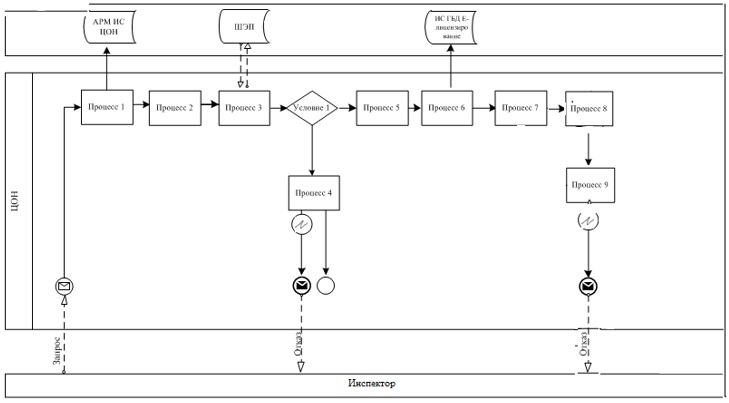 АРМ ИС
ЦОН
ШЭП
ИС ГБД Е-
лицензиро
вание
Процесс 1
Процесс 2
Процесс 3
Условие 1
Процесс 5
Процесс 6
Процесс 7
Процесс 8
Процесс 4
Процесс 9
ЦОН
Запрос
Отказ
Отказ
Инспектор